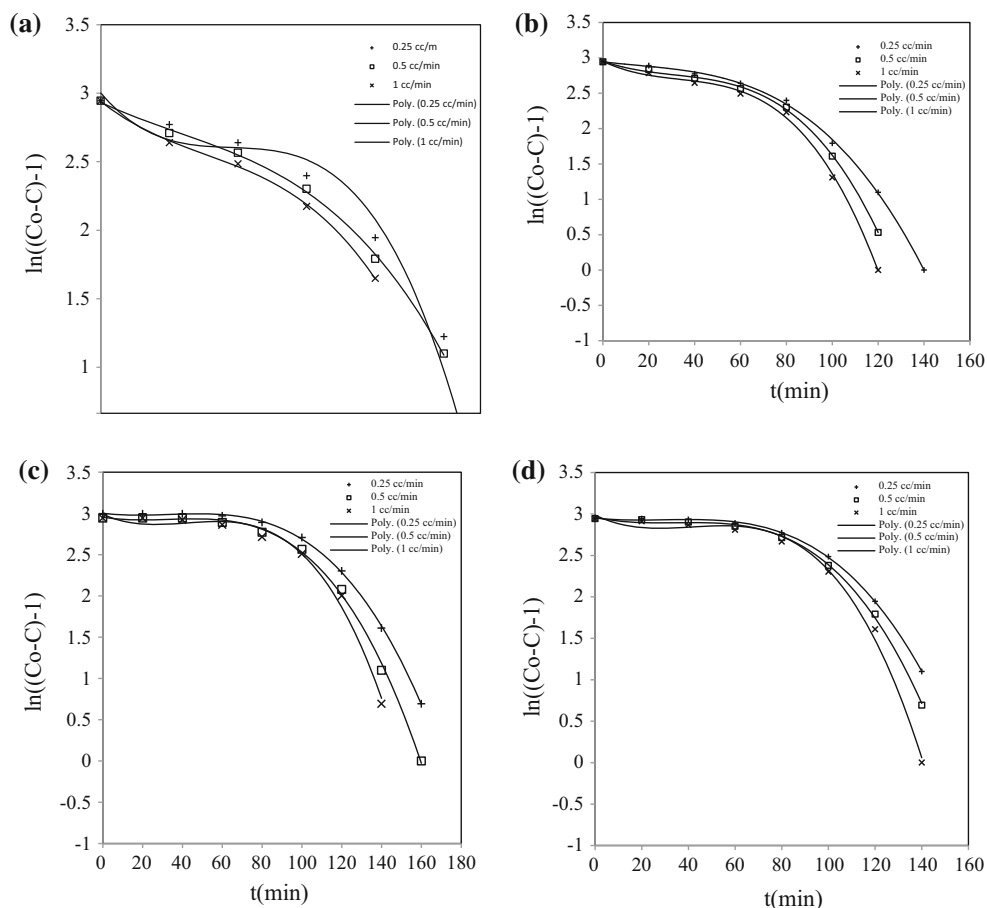 (a)
3.5
3
2.5
2
1.5
1
ln((Co-C)-1)
0.25 cc/m
0.5 cc/min
1 cc/min
Poly. (0.25 cc/min)
Poly. (0.5 cc/min)
Poly. (1 cc/min)
(b)
3.5
3
2.5
2
1.5
1
0.5
0
-0.5
-1
ln((Co-C)-1)
0.25 cc/min
0.5 cc/min
1 cc/min
Poly. (0.25 cc/min)
Poly. (0.5 cc/min)
Poly. (1 cc/min)
0 20 40 60 80 100 120 140 160
t(min)
(c)
3.5
3
2.5
2
1.5
1
0.5
0
-0.5
-1
ln((Co-C)-1)
0.25 cc/min
0.5 cc/min
1 cc/min
Poly. (0.25 cc/min)
Poly. (0.5 cc/min)
Poly. (1 cc/min)
0 20 40 60 80 100 120 140 160 180
t(min)
(d)
3.5
3
2.5
2
1.5
1
0.5
0
-0.5
-1
ln((Co-C)-1)
0.25 cc/min
0.5 cc/min
1 cc/min
Poly. (0.25 cc/min)
Poly. (0.5 cc/min)
Poly. (1 cc/min)
0 20 40 60 80 100 120 140 160
t(min)